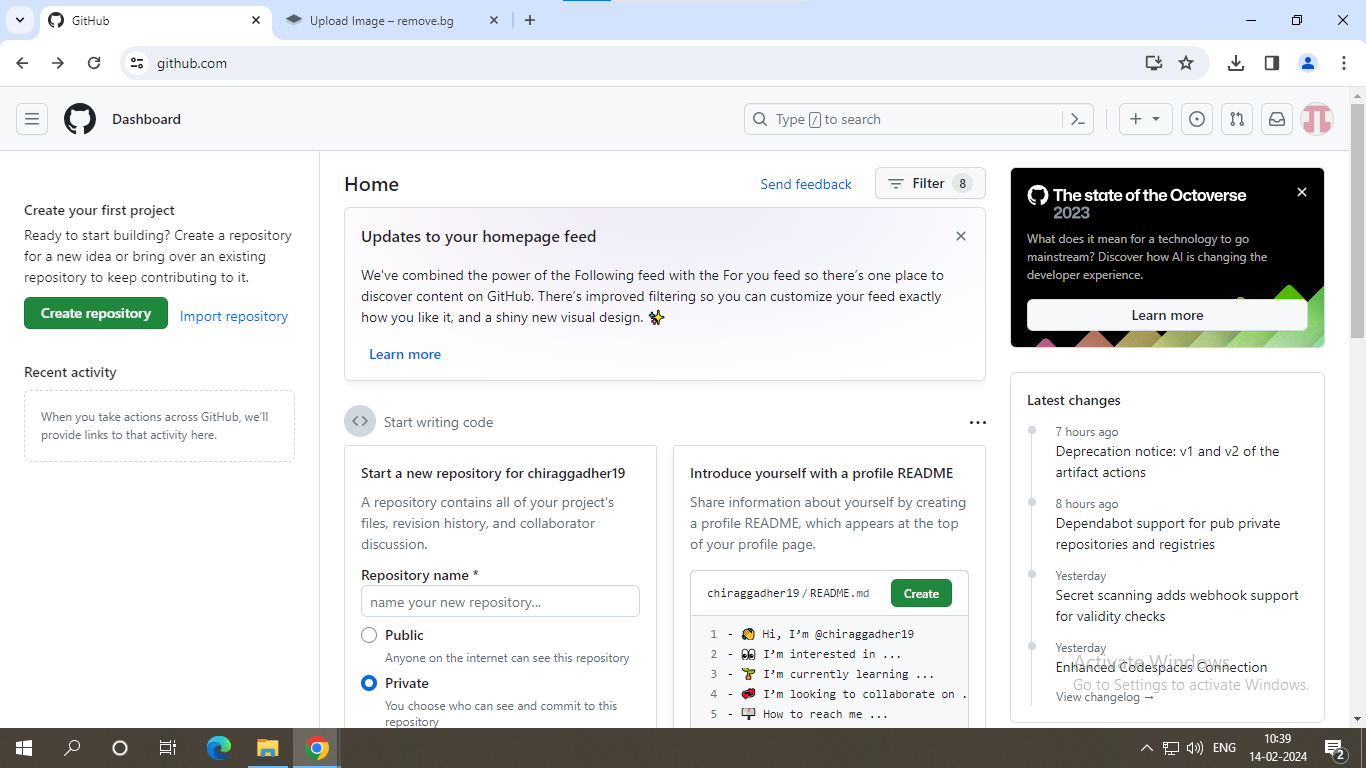 GitHub
Upload Image – remove.bg
github.com
Dashboard
Type / to search
Create your first project
Ready to start building? Create a repository
for a new idea or bring over an existing
repository to keep contributing to it.
Create repository
Import repository
Recent activity
When you take actions across GitHub, we'll
provide links to that activity here.
Home
Send feedback
Filter 8
Updates to your homepage feed
We've combined the power of the Following feed with the For you feed so there's one place to
discover content on GitHub. There's improved filtering so you can customize your feed exactly
how you like it, and a shiny new visual design. ✨
Learn more
Start writing code
Start a new repository for chiraggadher19
A repository contains all of your project's
files, revision history, and collaborator
discussion.
Repository name *
name your new repository...
Public
Anyone on the internet can see this repository
Private
You choose who can see and commit to this
repository
Introduce yourself with a profile README
Share information about yourself by creating
a profile README, which appears at the top
of your profile page.
chiraggadher19 / README.md
Create
1 - 👋 Hi, I'm @chiraggadher19
2 - 👀 I'm interested in ...
3 - 🌱 I'm currently learning ...
4 - 💞️ I'm looking to collaborate on .
5 - 📫 How to reach me ...
The state of the Octoverse
2023
What does it mean for a technology to go
mainstream? Discover how AI is changing the
developer experience.
Learn more
Latest changes
7 hours ago
Deprecation notice: v1 and v2 of the
artifact actions
8 hours ago
Dependabot support for pub private
repositories and registries
Yesterday
Secret scanning adds webhook support
for validity checks
Yesterday
Enhanced Codespaces Connection
View changelog →
Activate Windows
Go to Settings to activate Windows.
ENG
10:39
14-02-2024
2